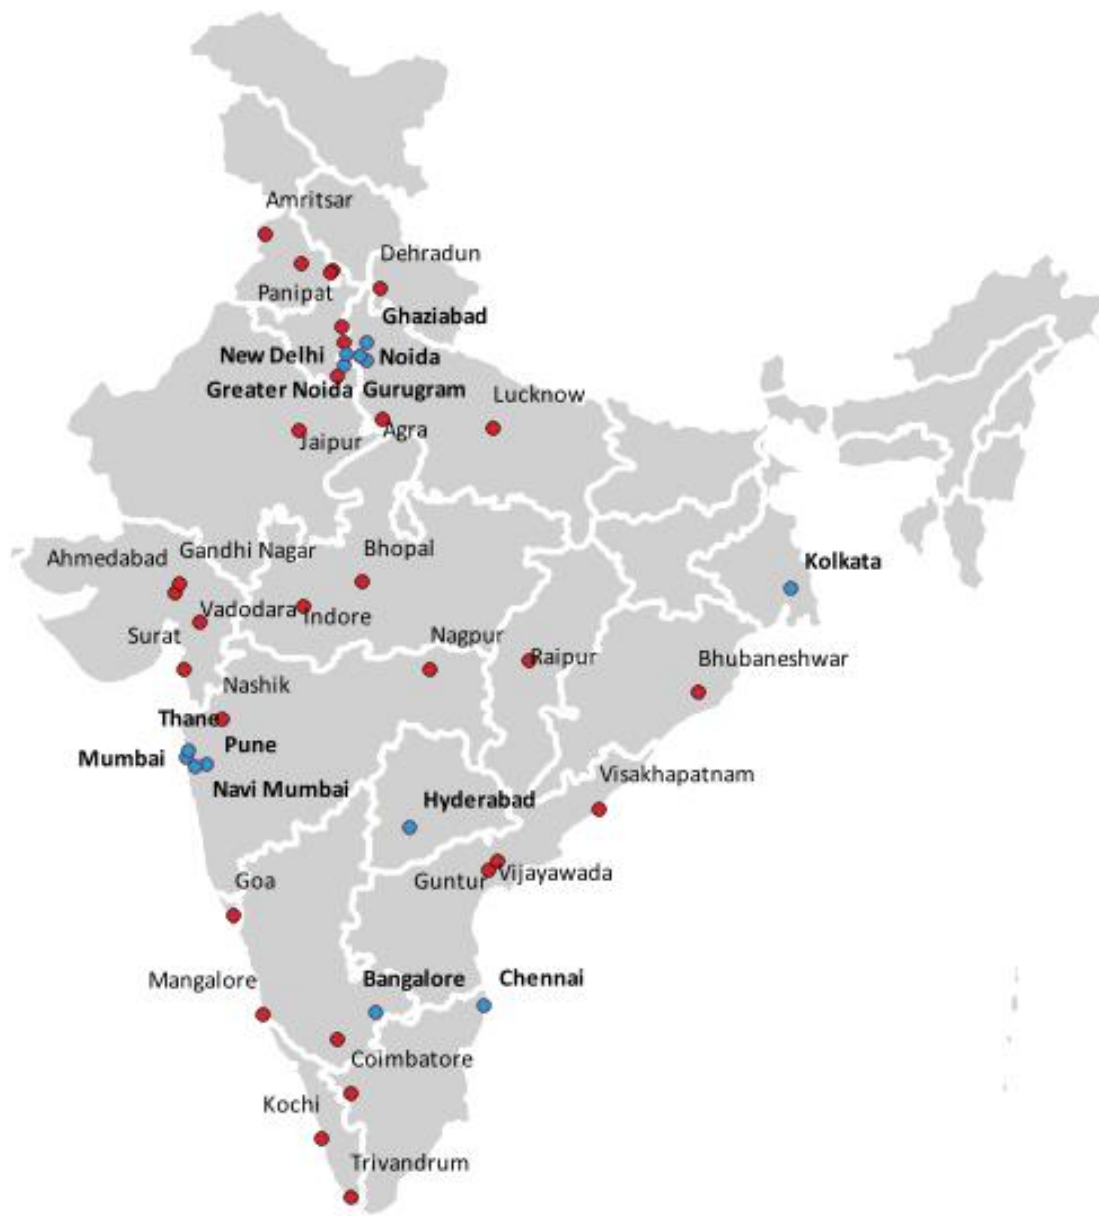 Amritsar
Dehradun
Panipat
Ghaziabad
New Delhi
Noida
Greater Noida
Gurugram
Lucknow
Agra
Jaipur
Gandhi Nagar
Bhopal
Ahmedabad
Kolkata
Vadodara
Indore
Surat
Nagpur
Raipur
Bhubaneshwar
Nashik
Thane
Pune
Mumbai
Visakhapatnam
Navi Mumbai
Hyderabad
Vijayawada
Guntur
Goa
Mangalore
Bangalore
Chennai
Coimbatore
Kochi
Trivandrum